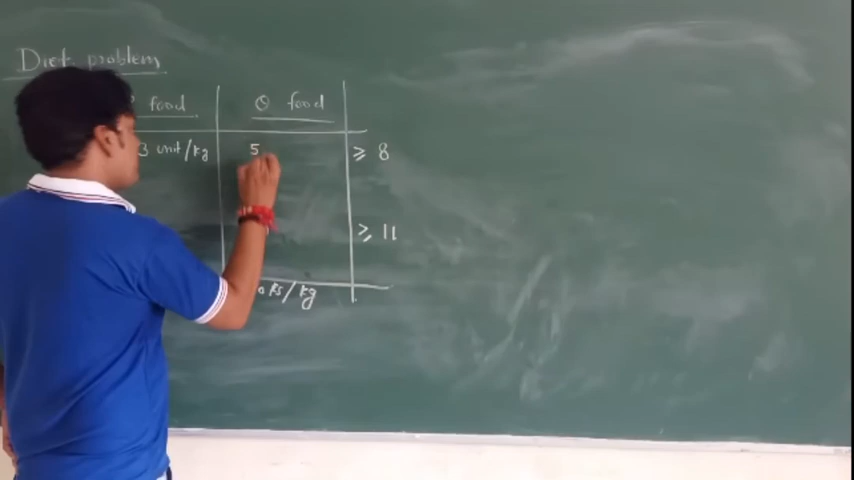 Diet problem
food Q food
3 unit/kg 5 ≥ 8
≥ 11
Rs/kg